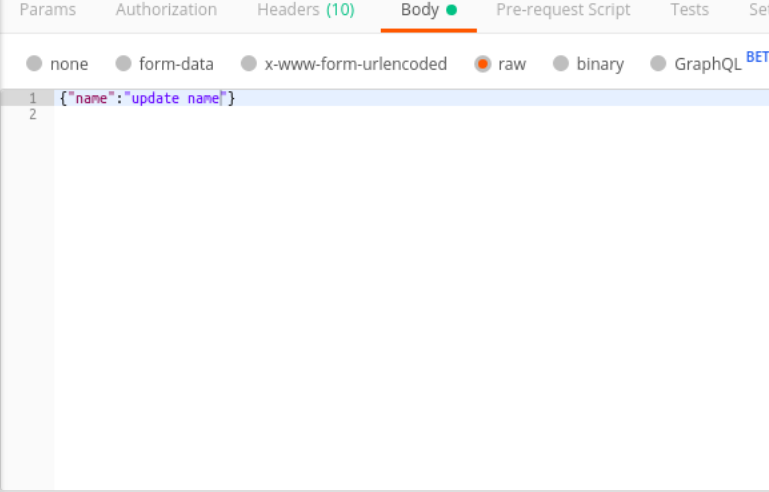 Params Authorization Headers (10) Body Pre-request Script Tests
none form-data x-www-form-urlencoded raw binary GraphQL BET
1 {"name":"update name"}
2